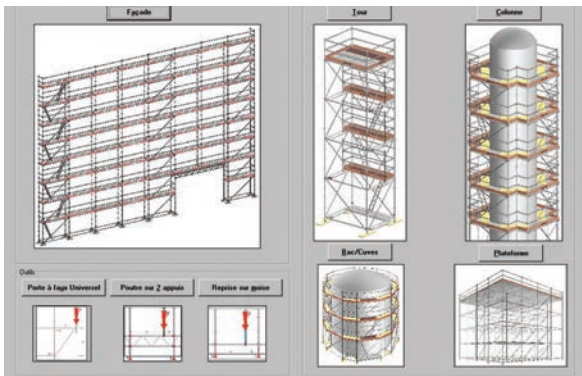 Façade
Tour
Colonne
Bac/Cuves
Plateforme
Outils
Porte à faux Universel
Poutre sur 2 appuis
Reprise sur moise